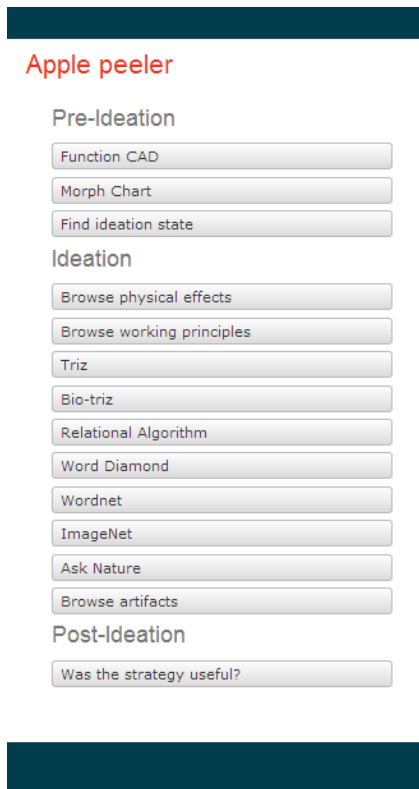 Apple peeler
Pre-Ideation
Function CAD
Morph Chart
Find ideation state
Ideation
Browse physical effects
Browse working principles
Triz
Bio-triz
Relational Algorithm
Word Diamond
Wordnet
ImageNet
Ask Nature
Browse artifacts
Post-Ideation
Was the strategy useful?